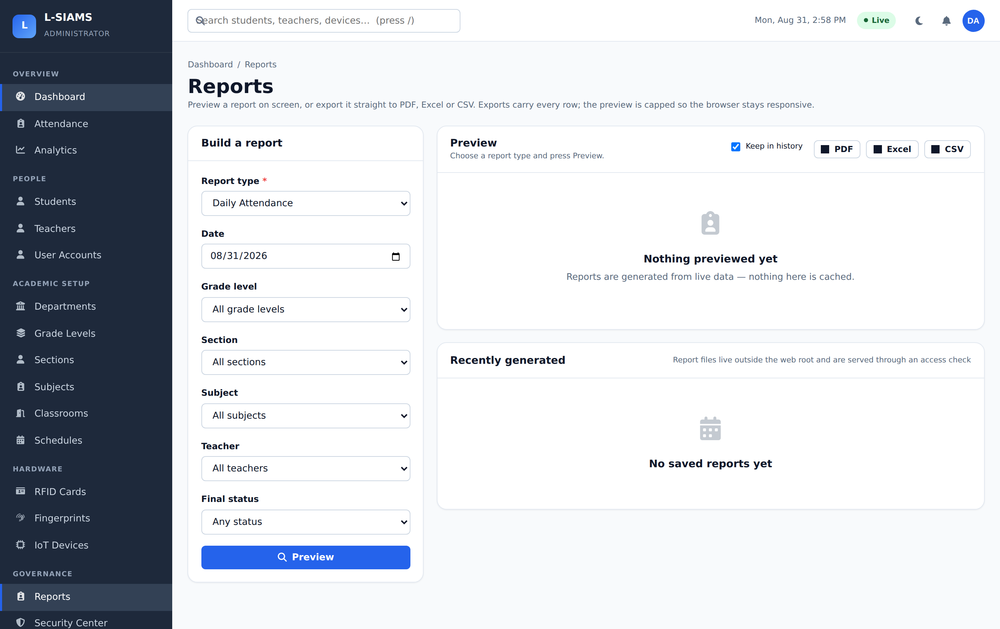 L
L-SIAMS
ADMINISTRATOR
OVERVIEW
Dashboard
Attendance
Analytics
PEOPLE
Students
Teachers
User Accounts
ACADEMIC SETUP
Departments
Grade Levels
Sections
Subjects
Classrooms
Schedules
HARDWARE
RFID Cards
Fingerprints
IoT Devices
GOVERNANCE
Reports
Security Center
Search students, teachers, devices... (press /)
Mon, Aug 31, 2:58 PM
Live
DA
Dashboard / Reports
Reports
Preview a report on screen, or export it straight to PDF, Excel or CSV. Exports carry every row; the preview is capped so the browser stays responsive.
Build a report
Report type *
Daily Attendance
Date
08/31/2026
Grade level
All grade levels
Section
All sections
Subject
All subjects
Teacher
All teachers
Final status
Any status
Preview
Preview
Choose a report type and press Preview.
Keep in history
PDF
Excel
CSV
Nothing previewed yet
Reports are generated from live data — nothing here is cached.
Recently generated
Report files live outside the web root and are served through an access check
No saved reports yet